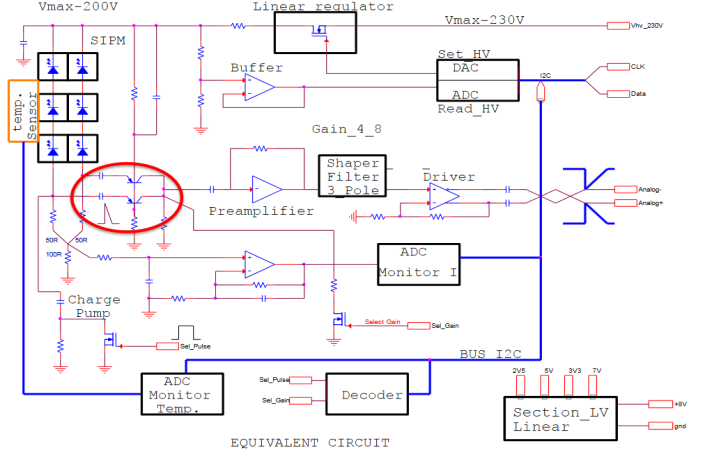 Vmax-200V
Linear regulator
Vmax-230V
Vhv_230V
SIPM
Set_HV
DAC
ADC
Read_HV
Buffer
I2C
CLK
Data
temp.
Sensor
Gain_4_8
Shaper
Filter
3_Pole
Driver
Preamplifier
Analog-
Analog+
50R
50R
100R
ADC
Monitor I
Charge
Pump
Select Gain
Sel_Gain
Sel_Pulse
BUS I2C
ADC
Monitor
Temp.
Sel_Pulse
Sel_Gain
Decoder
2V5
5V
3V3
7V
Section_LV
Linear
+8V
gnd
EQUIVALENT CIRCUIT